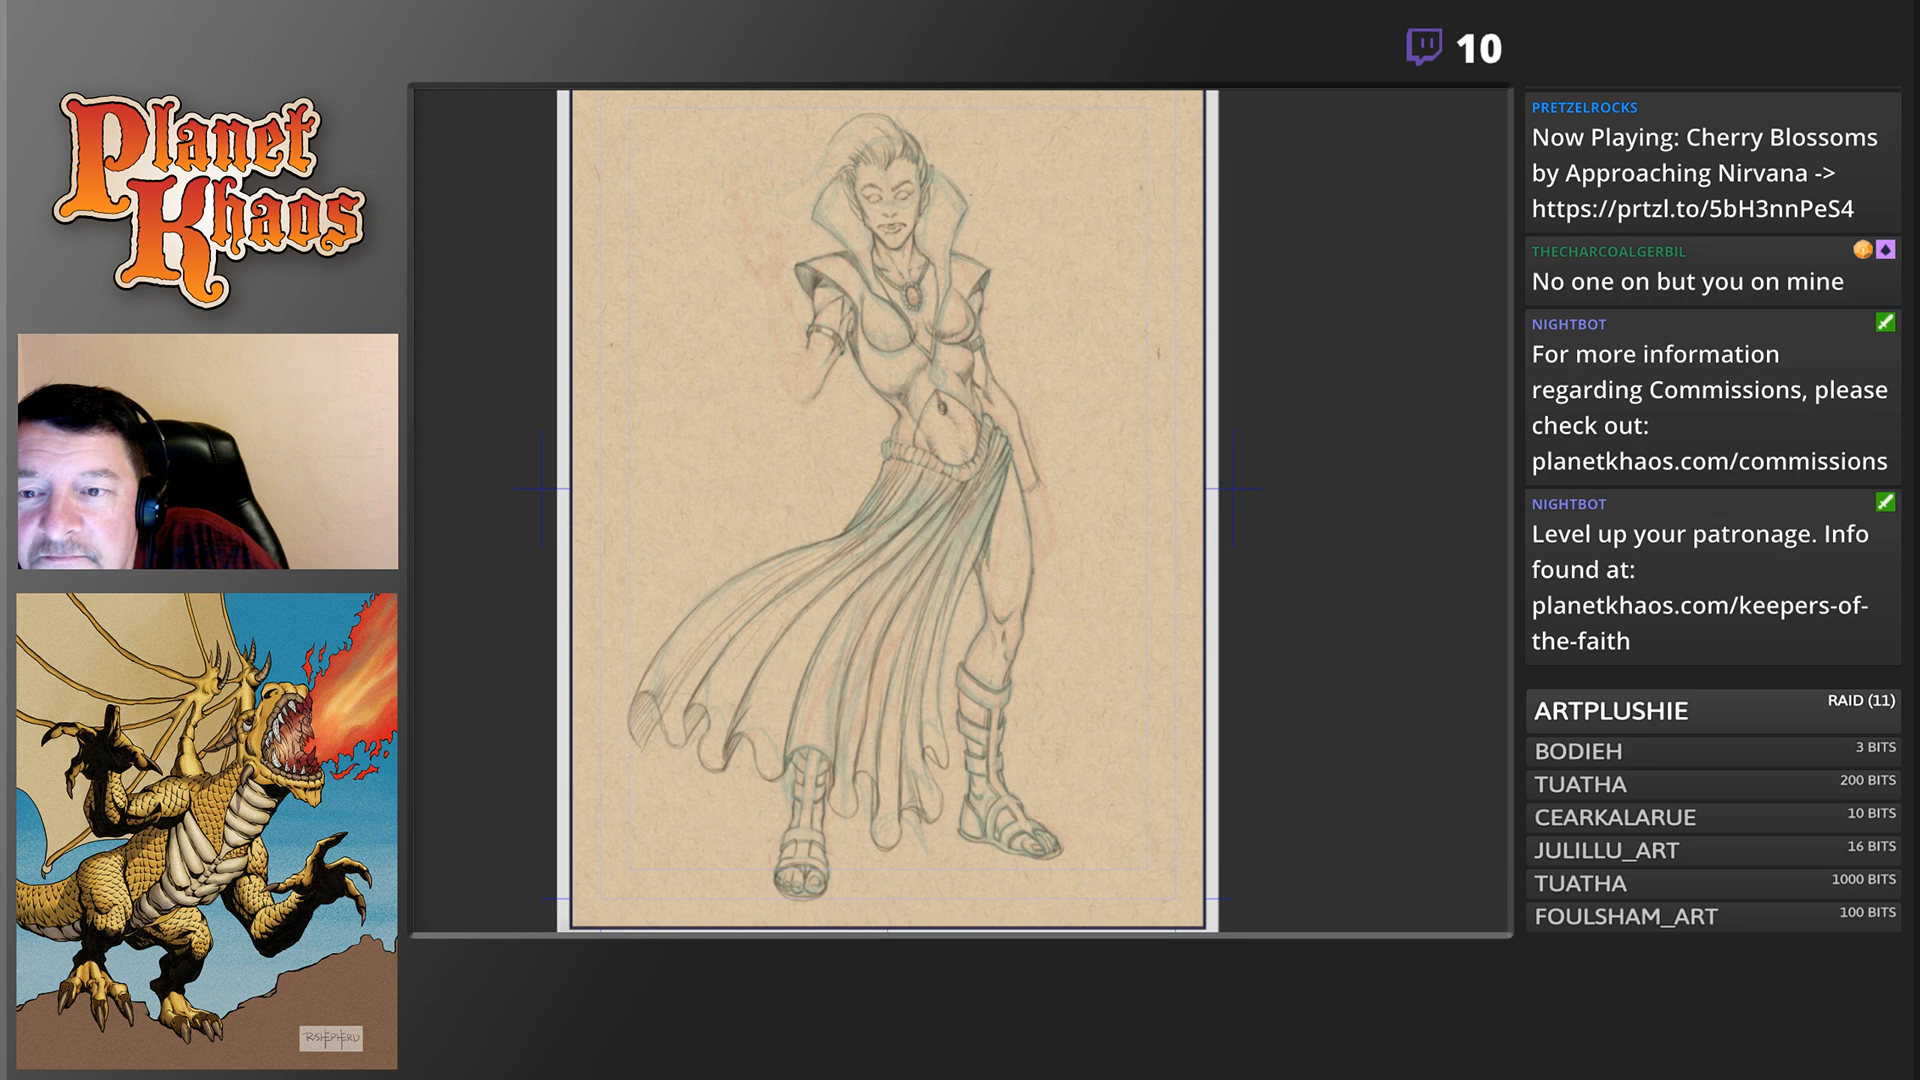 10
Planet
Khaos
PRETZELROCKS
Now Playing: Cherry Blossoms
by Approaching Nirvana ->
https://prtzl.to/5bH3nnPeS4
THECHARCOALGERBIL
No one on but you on mine
NIGHTBOT
For more information
regarding Commissions, please
check out:
planetkhaos.com/commissions
NIGHTBOT
Level up your patronage. Info
found at:
planetkhaos.com/keepers-of-
the-faith
ARTPLUSHIE RAID (11)
BODIEH 3 BITS
TUATHA 200 BITS
CEARKALARUE 10 BITS
JULILLU_ART 16 BITS
TUATHA 1000 BITS
FOULSHAM_ART 100 BITS
R.SHEPHERD